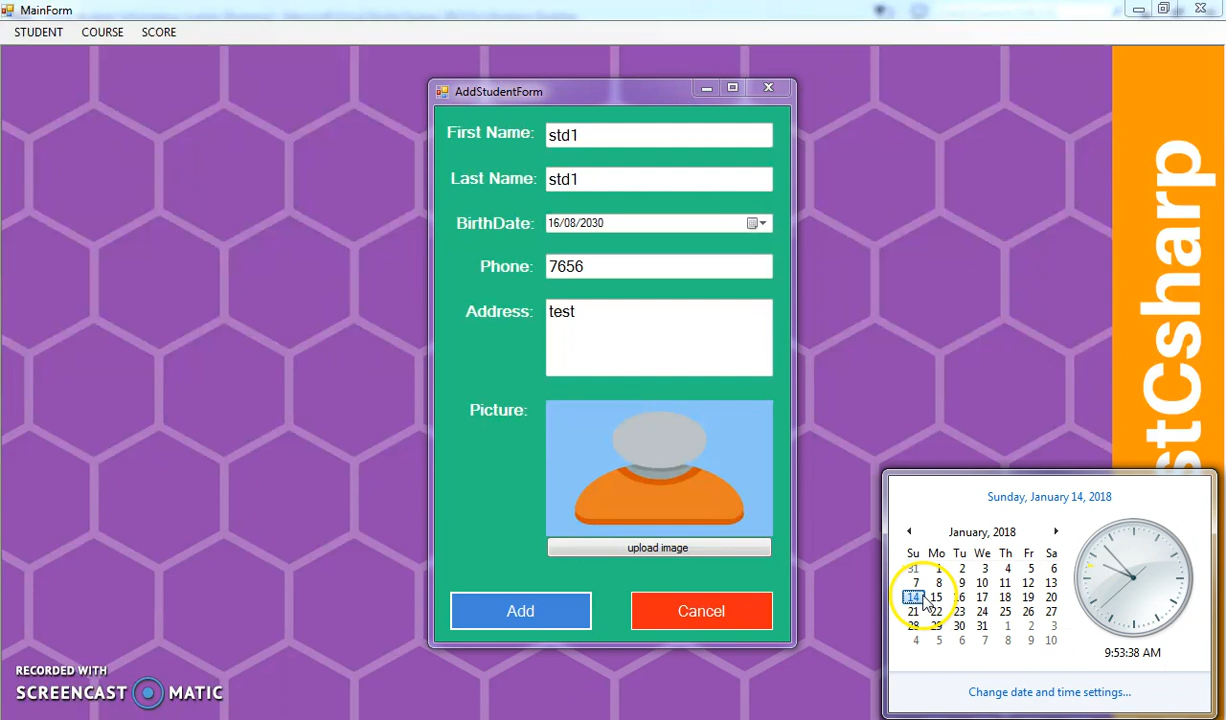 MainForm
STUDENT COURSE SCORE
AddStudentForm
First Name: std1
Last Name: std1
BirthDate: 16/08/2030
Phone: 7656
Address: test
Picture:
upload image
Add Cancel
stCsharp
Sunday, January 14, 2018
January, 2018
Su Mo Tu We Th Fr Sa
31 1 2 3 4 5 6
7 8 9 10 11 12 13
14 15 16 17 18 19 20
21 22 23 24 25 26 27
28 29 30 31 1 2 3
4 5 6 7 8 9 10
9:53:38 AM
Change date and time settings...
RECORDED WITH
SCREENCAST MATIC